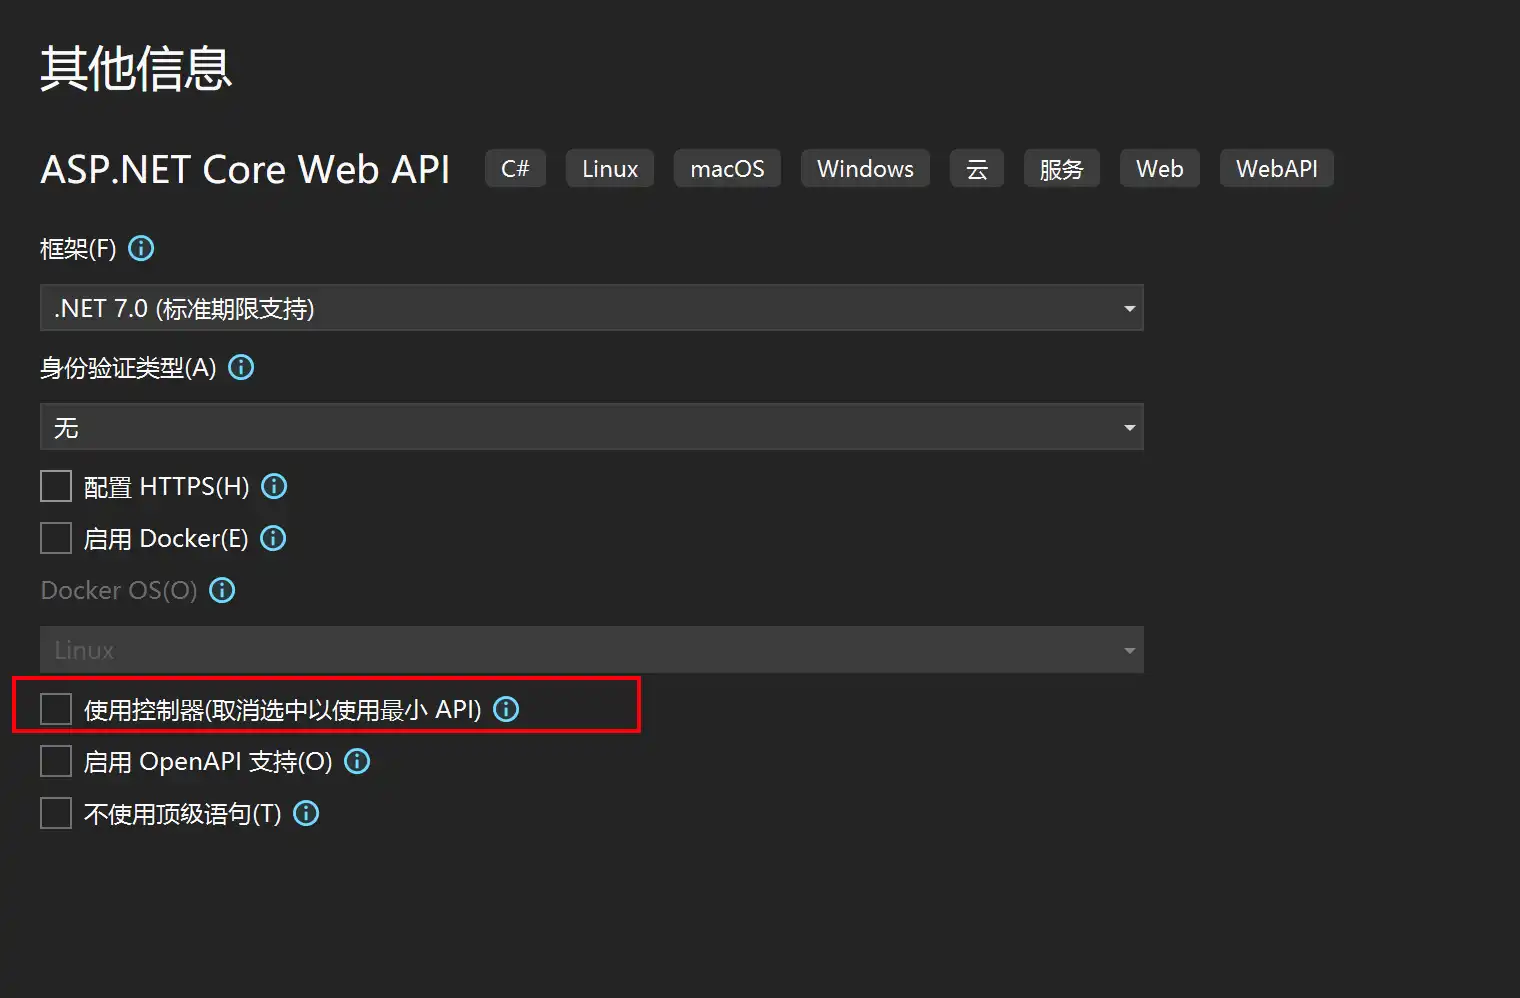 其他信息
ASP.NET Core Web API C# Linux macOS Windows 云 服务 Web WebAPI
框架(F)
.NET 7.0 (标准期限支持)
身份验证类型(A)
无
配置 HTTPS(H)
启用 Docker(E)
Docker OS(O)
Linux
使用控制器(取消选中以使用最小 API)
启用 OpenAPI 支持(O)
不使用顶级语句(T)